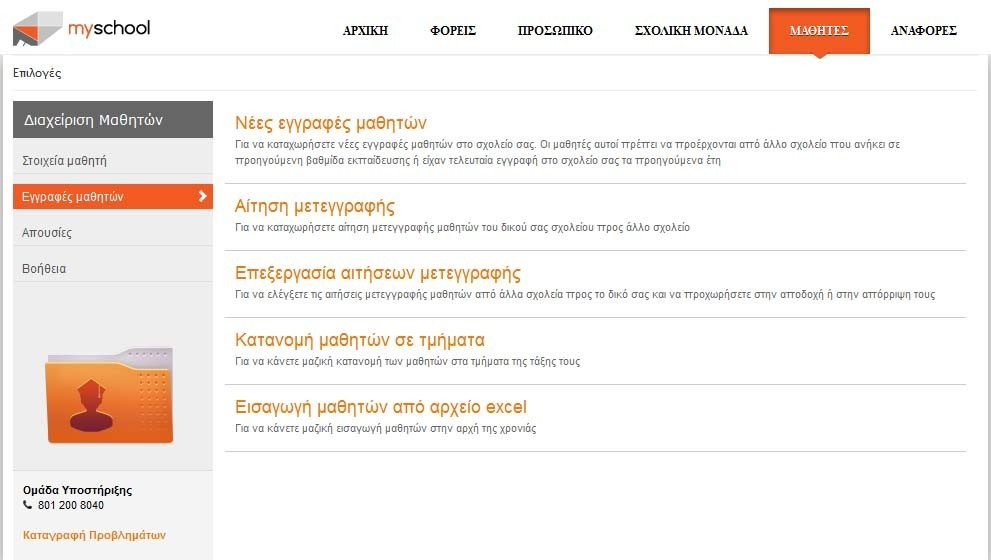 myschool
ΑΡΧΙΚΗ ΦΟΡΕΙΣ ΠΡΟΣΩΠΙΚΟ ΣΧΟΛΙΚΗ ΜΟΝΑΔΑ ΜΑΘΗΤΕΣ ΑΝΑΦΟΡΕΣ
Επιλογές
Διαχείριση Μαθητών
Στοιχεία μαθητή
Εγγραφές μαθητών
Απουσίες
Βοήθεια
Ομάδα Υποστήριξης
801 200 8040
Καταγραφή Προβλημάτων
Νέες εγγραφές μαθητών
Για να καταχωρήσετε νέες εγγραφές μαθητών στο σχολείο σας. Οι μαθητές αυτοί πρέπει να προέρχονται από άλλο σχολείο που ανήκει σε
προηγούμενη βαθμίδα εκπαίδευσης ή είχαν τελευταία εγγραφή στο σχολείο σας τα προηγούμενα έτη
Αίτηση μετεγγραφής
Για να καταχωρήσετε αίτηση μετεγγραφής μαθητών του δικού σας σχολείου προς άλλο σχολείο
Επεξεργασία αιτήσεων μετεγγραφής
Για να ελέγξετε τις αιτήσεις μετεγγραφής μαθητών από άλλα σχολεία προς το δικό σας και να προχωρήσετε στην αποδοχή ή στην απόρριψη τους
Κατανομή μαθητών σε τμήματα
Για να κάνετε μαζική κατανομή των μαθητών στα τμήματα της τάξης τους
Εισαγωγή μαθητών από αρχείο excel
Για να κάνετε μαζική εισαγωγή μαθητών στην αρχή της χρονιάς